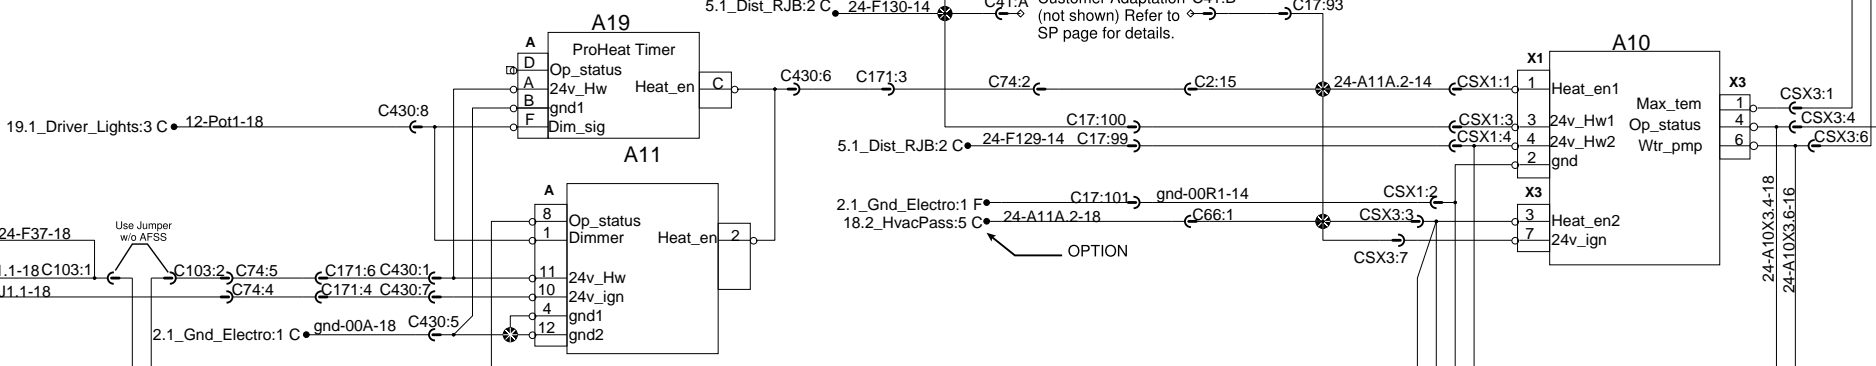 5.1_Dist_RJB:2 C
24-F130-14
C41:A
Customer Adaptation
(not shown) Refer to
SP page for details.
C41:B
C17:93
A19
A
ProHeat Timer
D
Op_status
A
24v_Hw
B
gnd1
F
Dim_sig
Heat_en
C
C430:6
C171:3
C74:2
C2:15
24-A11A.2-14
CSX1:1
19.1_Driver_Lights:3 C
12-Pot1-18
C430:8
C17:100
CSX1:3
5.1_Dist_RJB:2 C
24-F129-14
C17:99
CSX1:4
A10
X1
1
Heat_en1
3
24v_Hw1
4
24v_Hw2
2
gnd
X3
3
Heat_en2
7
24v_ign
X3
Max_tem
1
CSX3:1
Op_status
4
CSX3:4
Wtr_pmp
6
CSX3:6
24-A10X3.4-18
24-A10X3.6-16
2.1_Gnd_Electro:1 F
C17:101
gnd-00R1-14
CSX1:2
18.2_HvacPass:5 C
24-A11A.2-18
C66:1
CSX3:3
OPTION
CSX3:7
A11
A
8
Op_status
1
Dimmer
Heat_en
2
11
24v_Hw
10
24v_ign
4
gnd1
12
gnd2
Use Jumper
w/o AFSS
24-F37-18
1.1-18
C103:1
C103:2
C74:5
C171:6
C430:1
J1.1-18
C74:4
C171:4
C430:7
2.1_Gnd_Electro:1 C
gnd-00A-18
C430:5